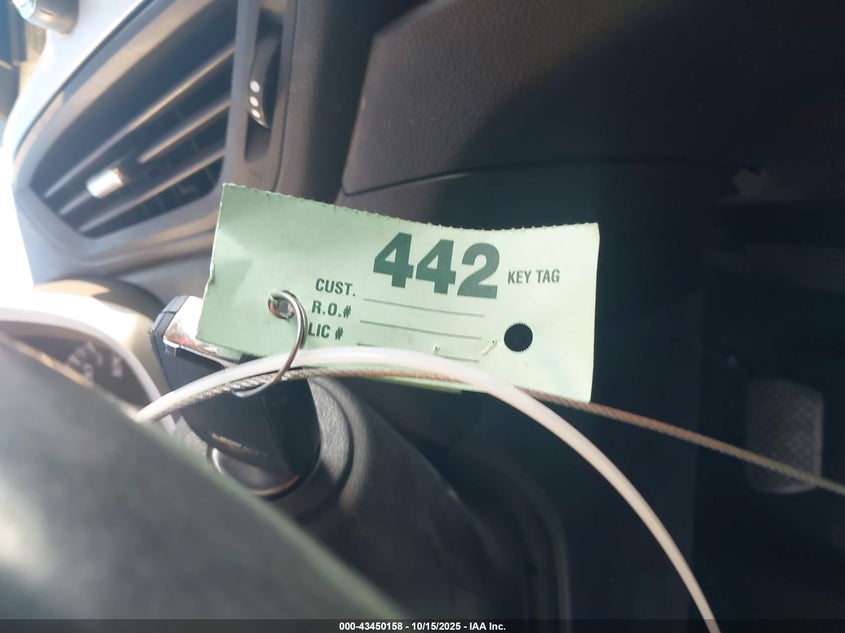 442 KEY TAG
CUST.
R.O.#
LIC #
000-43450158 - 10/15/2025 - IAA Inc.